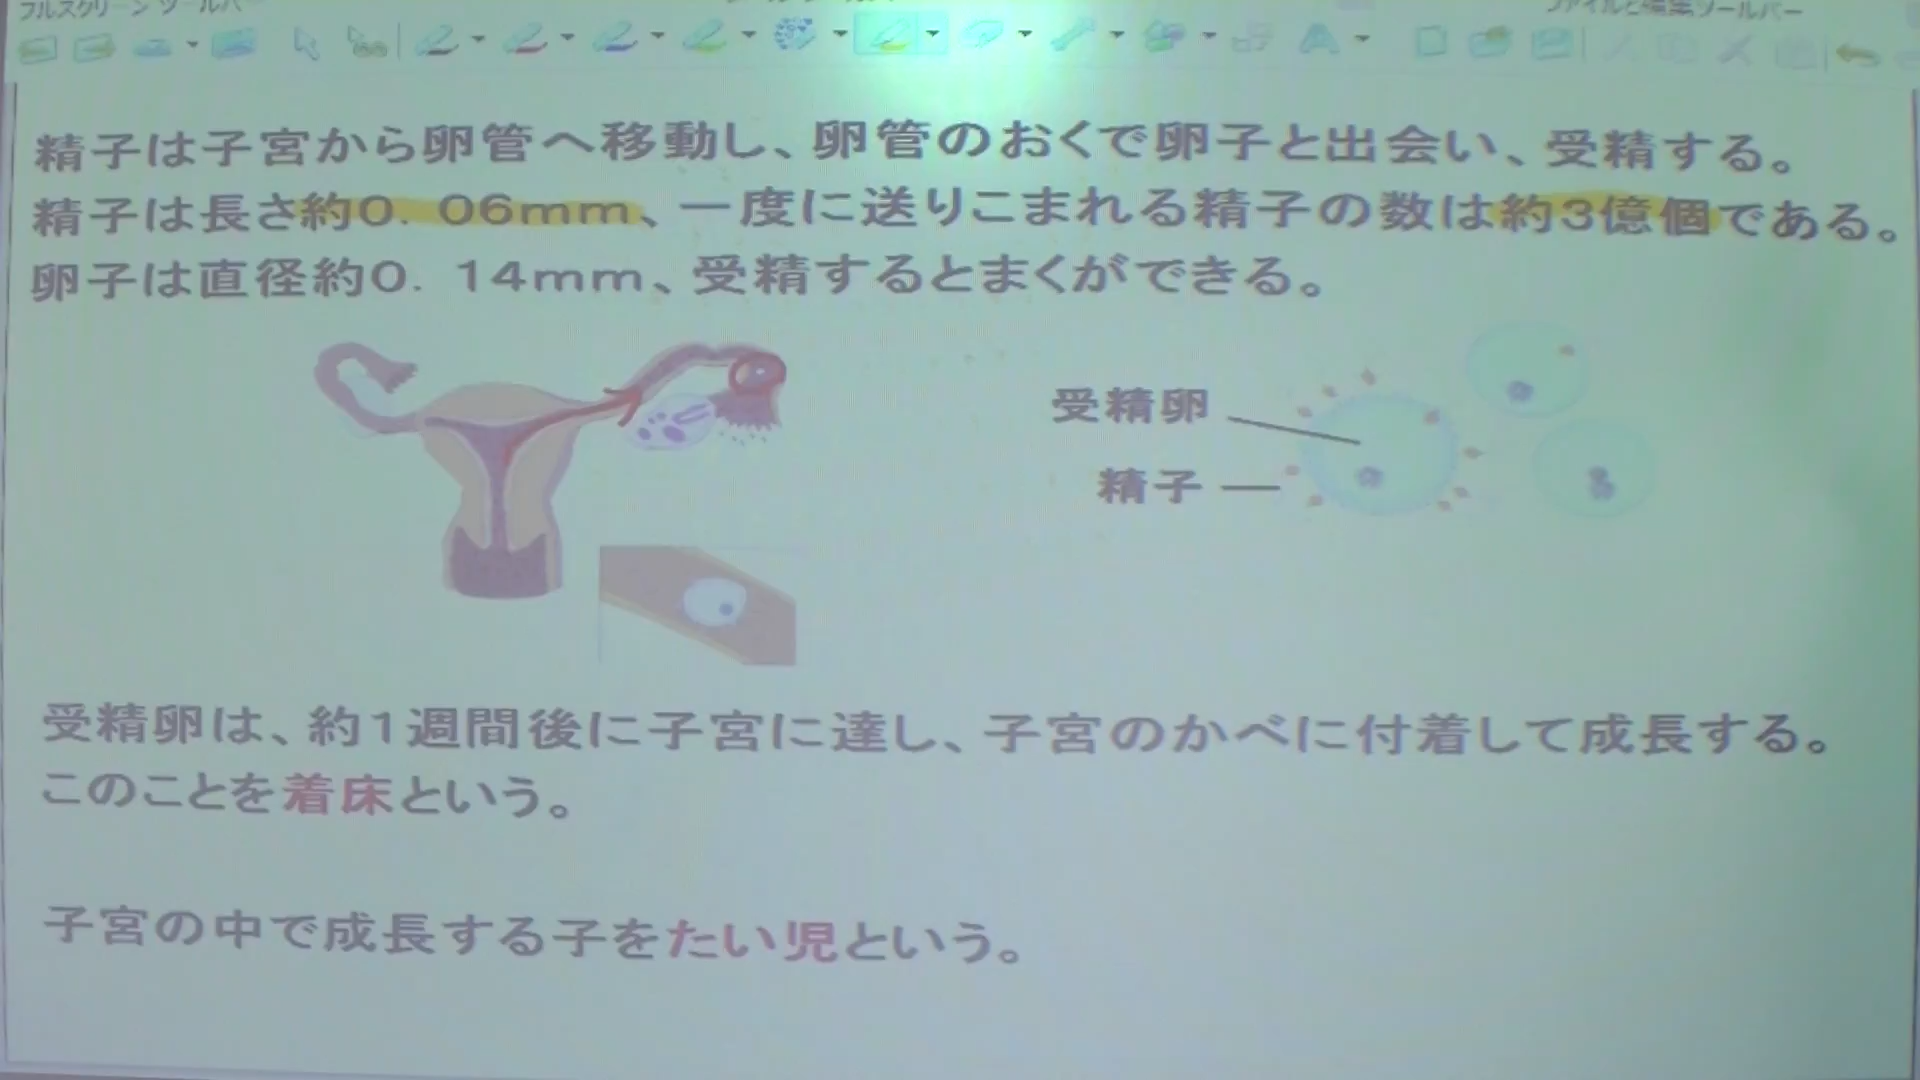 フルスクリーン ツールバー
ファイルと編集ツールバー
精子は子宮から卵管へ移動し、卵管のおくで卵子と出会い、受精する。
精子は長さ約０．０６ｍｍ、一度に送りこまれる精子の数は約３億個である。
卵子は直径約０．１４ｍｍ、受精するとまくができる。
受精卵
精子
受精卵は、約１週間後に子宮に達し、子宮のかべに付着して成長する。
このことを着床という。
子宮の中で成長する子をたい児という。